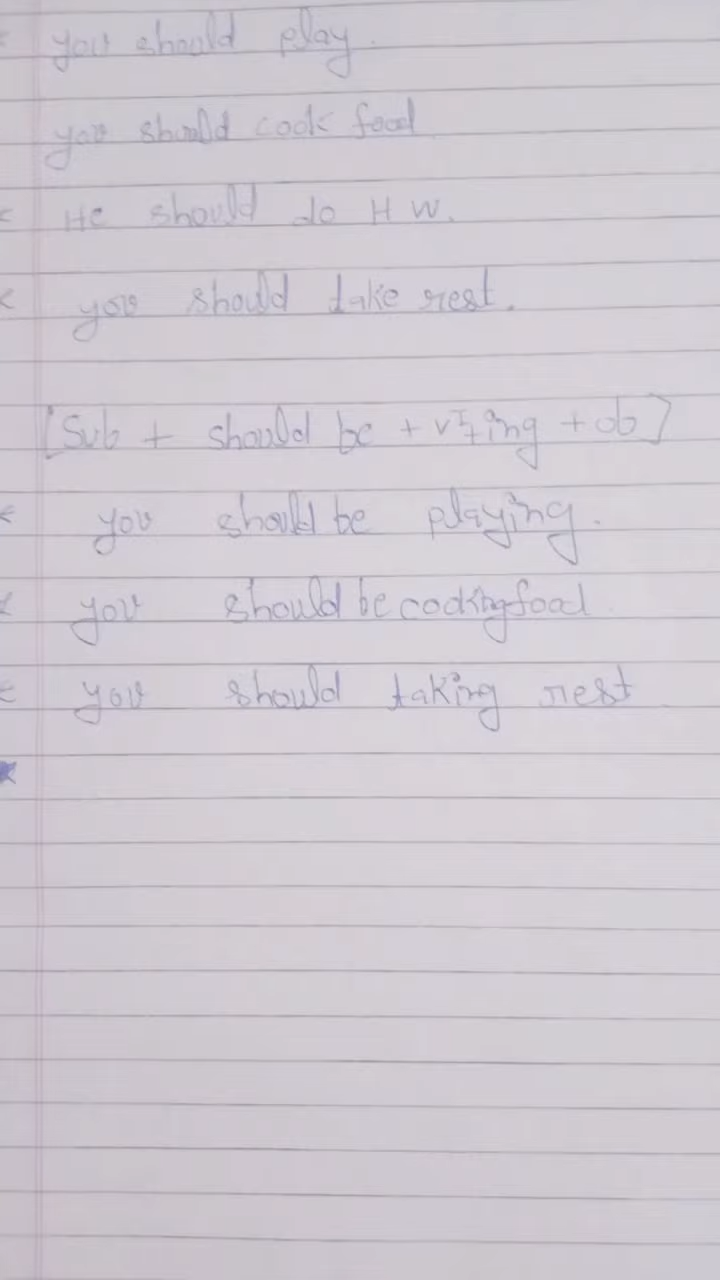 you should play.
you should cook food
He should do H W.
you should take rest.
[Sub + should be + vI+ing + ob]
you should be playing.
you should be cooking food.
you should taking rest